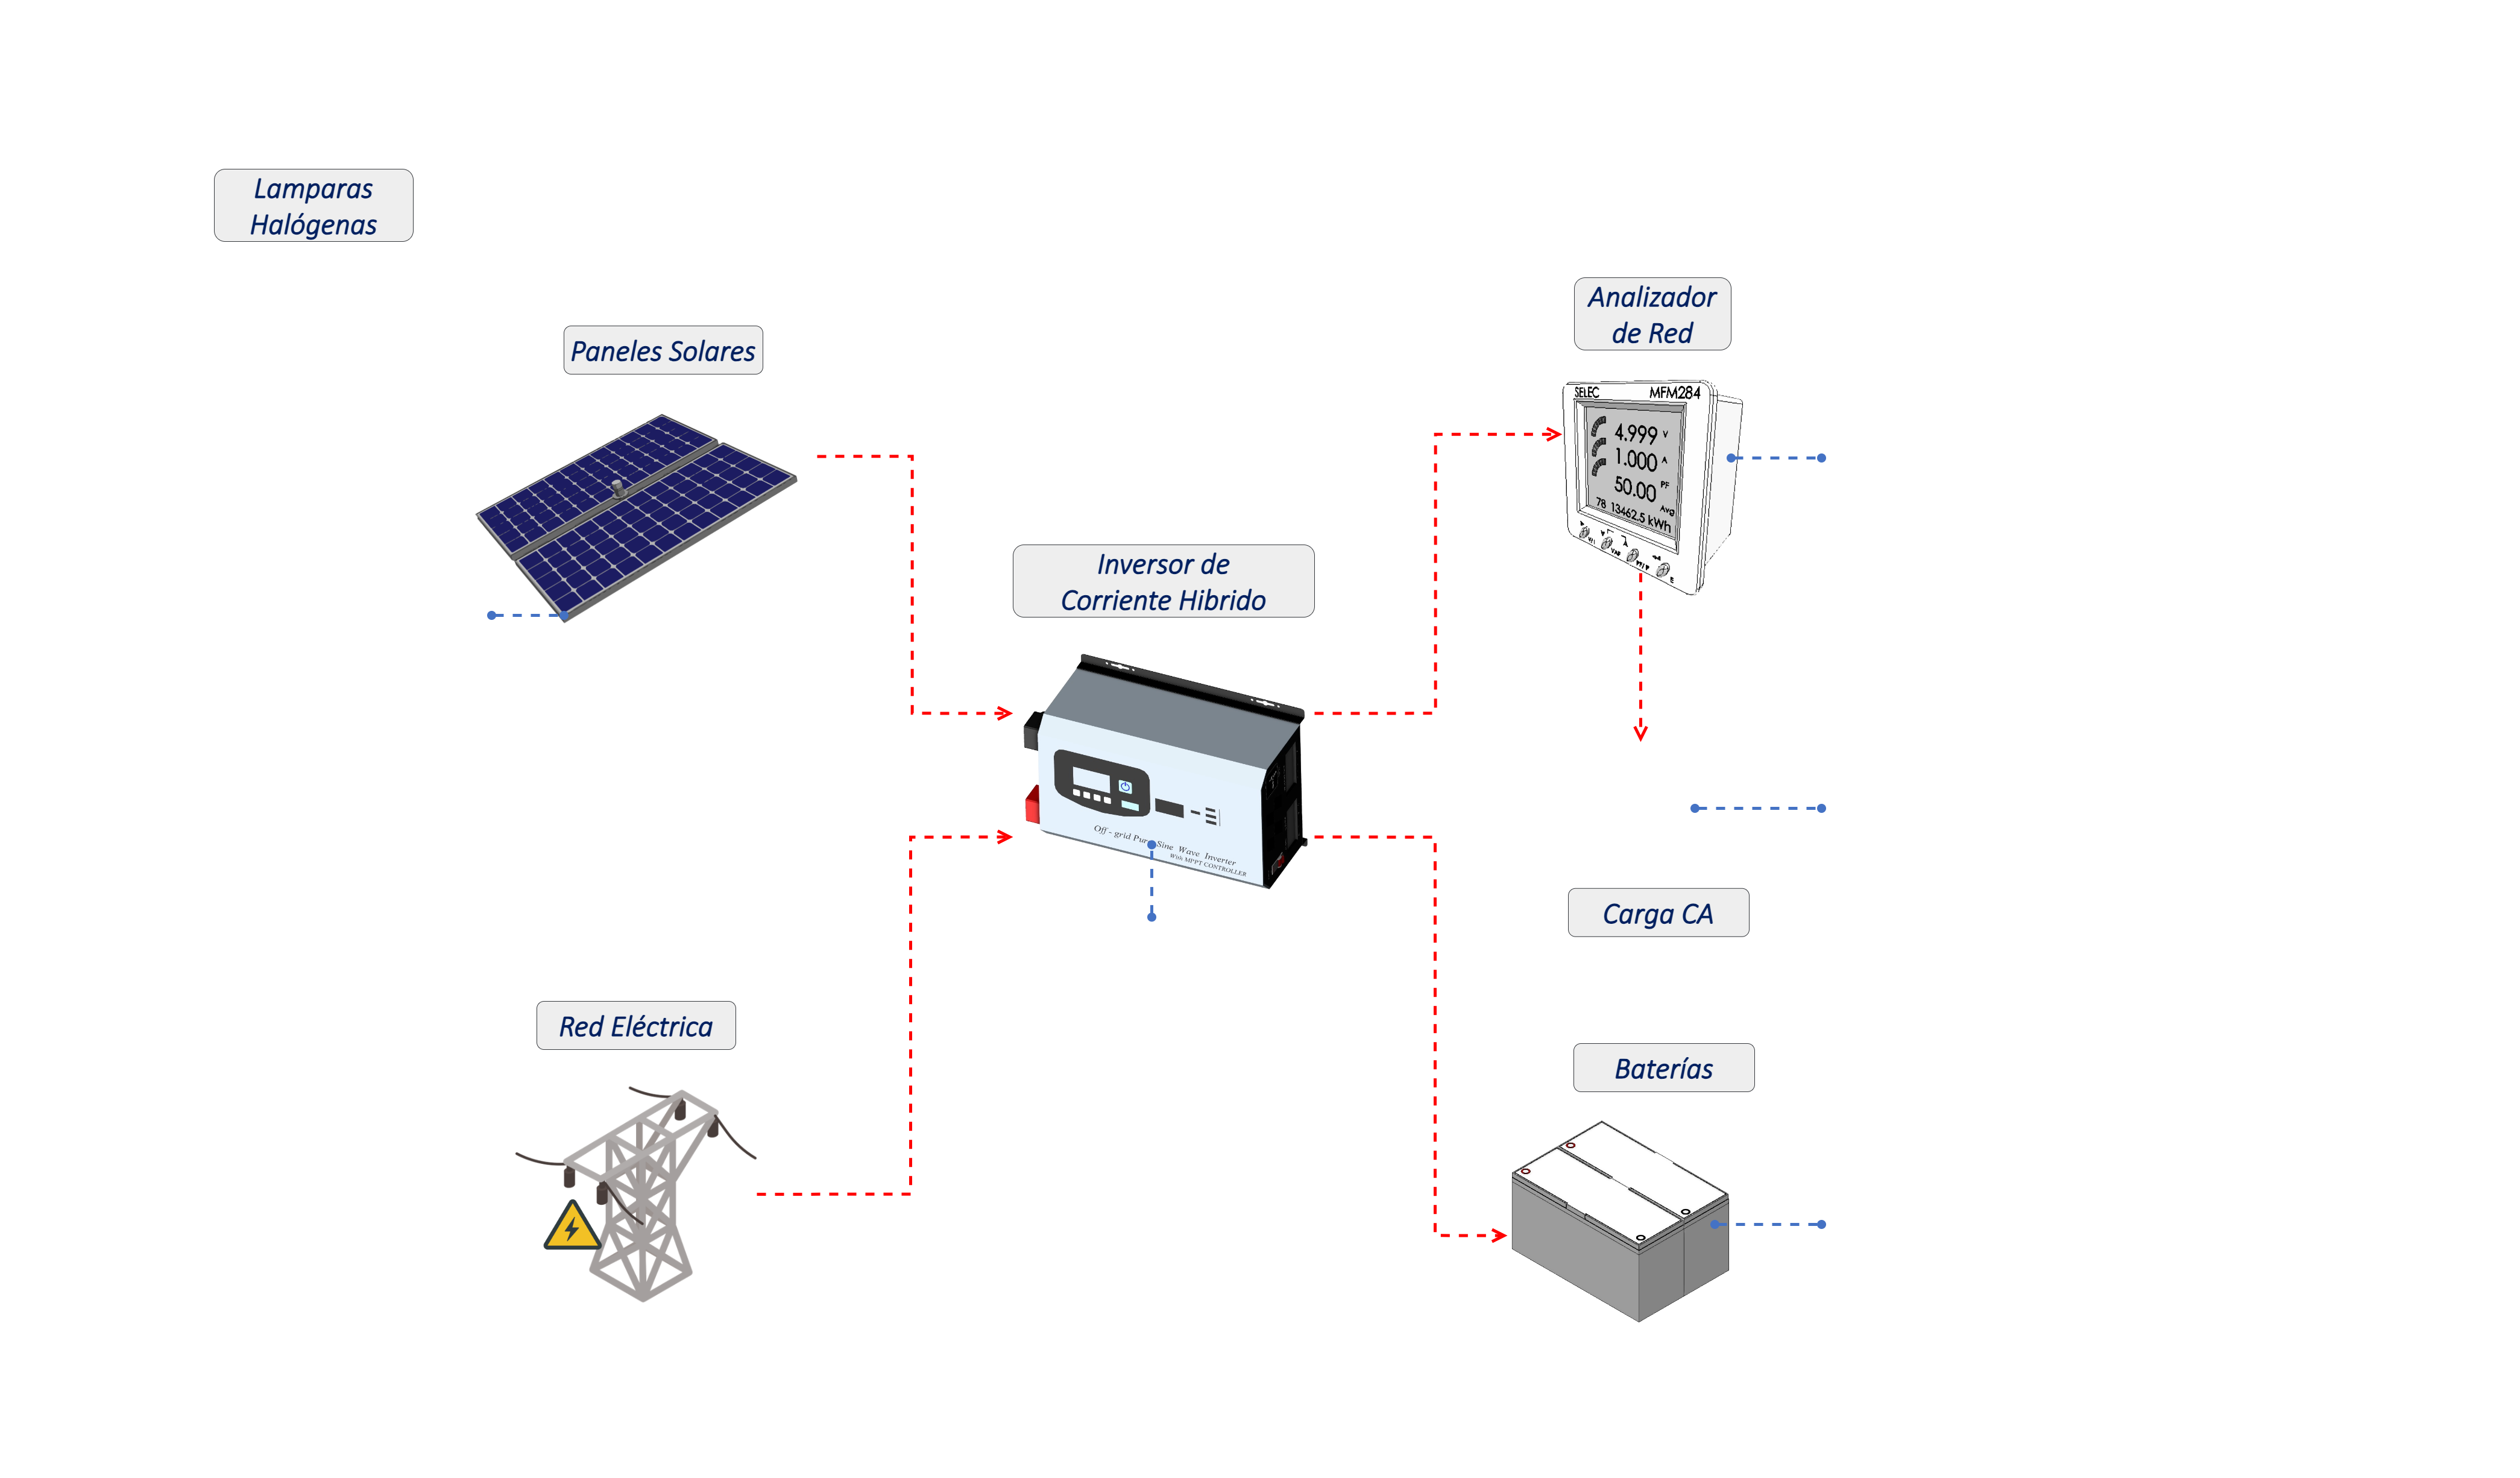 Lamparas
Halógenas
Analizador
de Red
Paneles Solares
SELEC MFM284
4.999 V
1.000 A
50.00 PF
Avg
78 13462.5 kWh
Inversor de
Corriente Hibrido
Off - grid Pure Sine Wave Inverter
With MPPT CONTROLLER
Carga CA
Red Eléctrica
Baterías